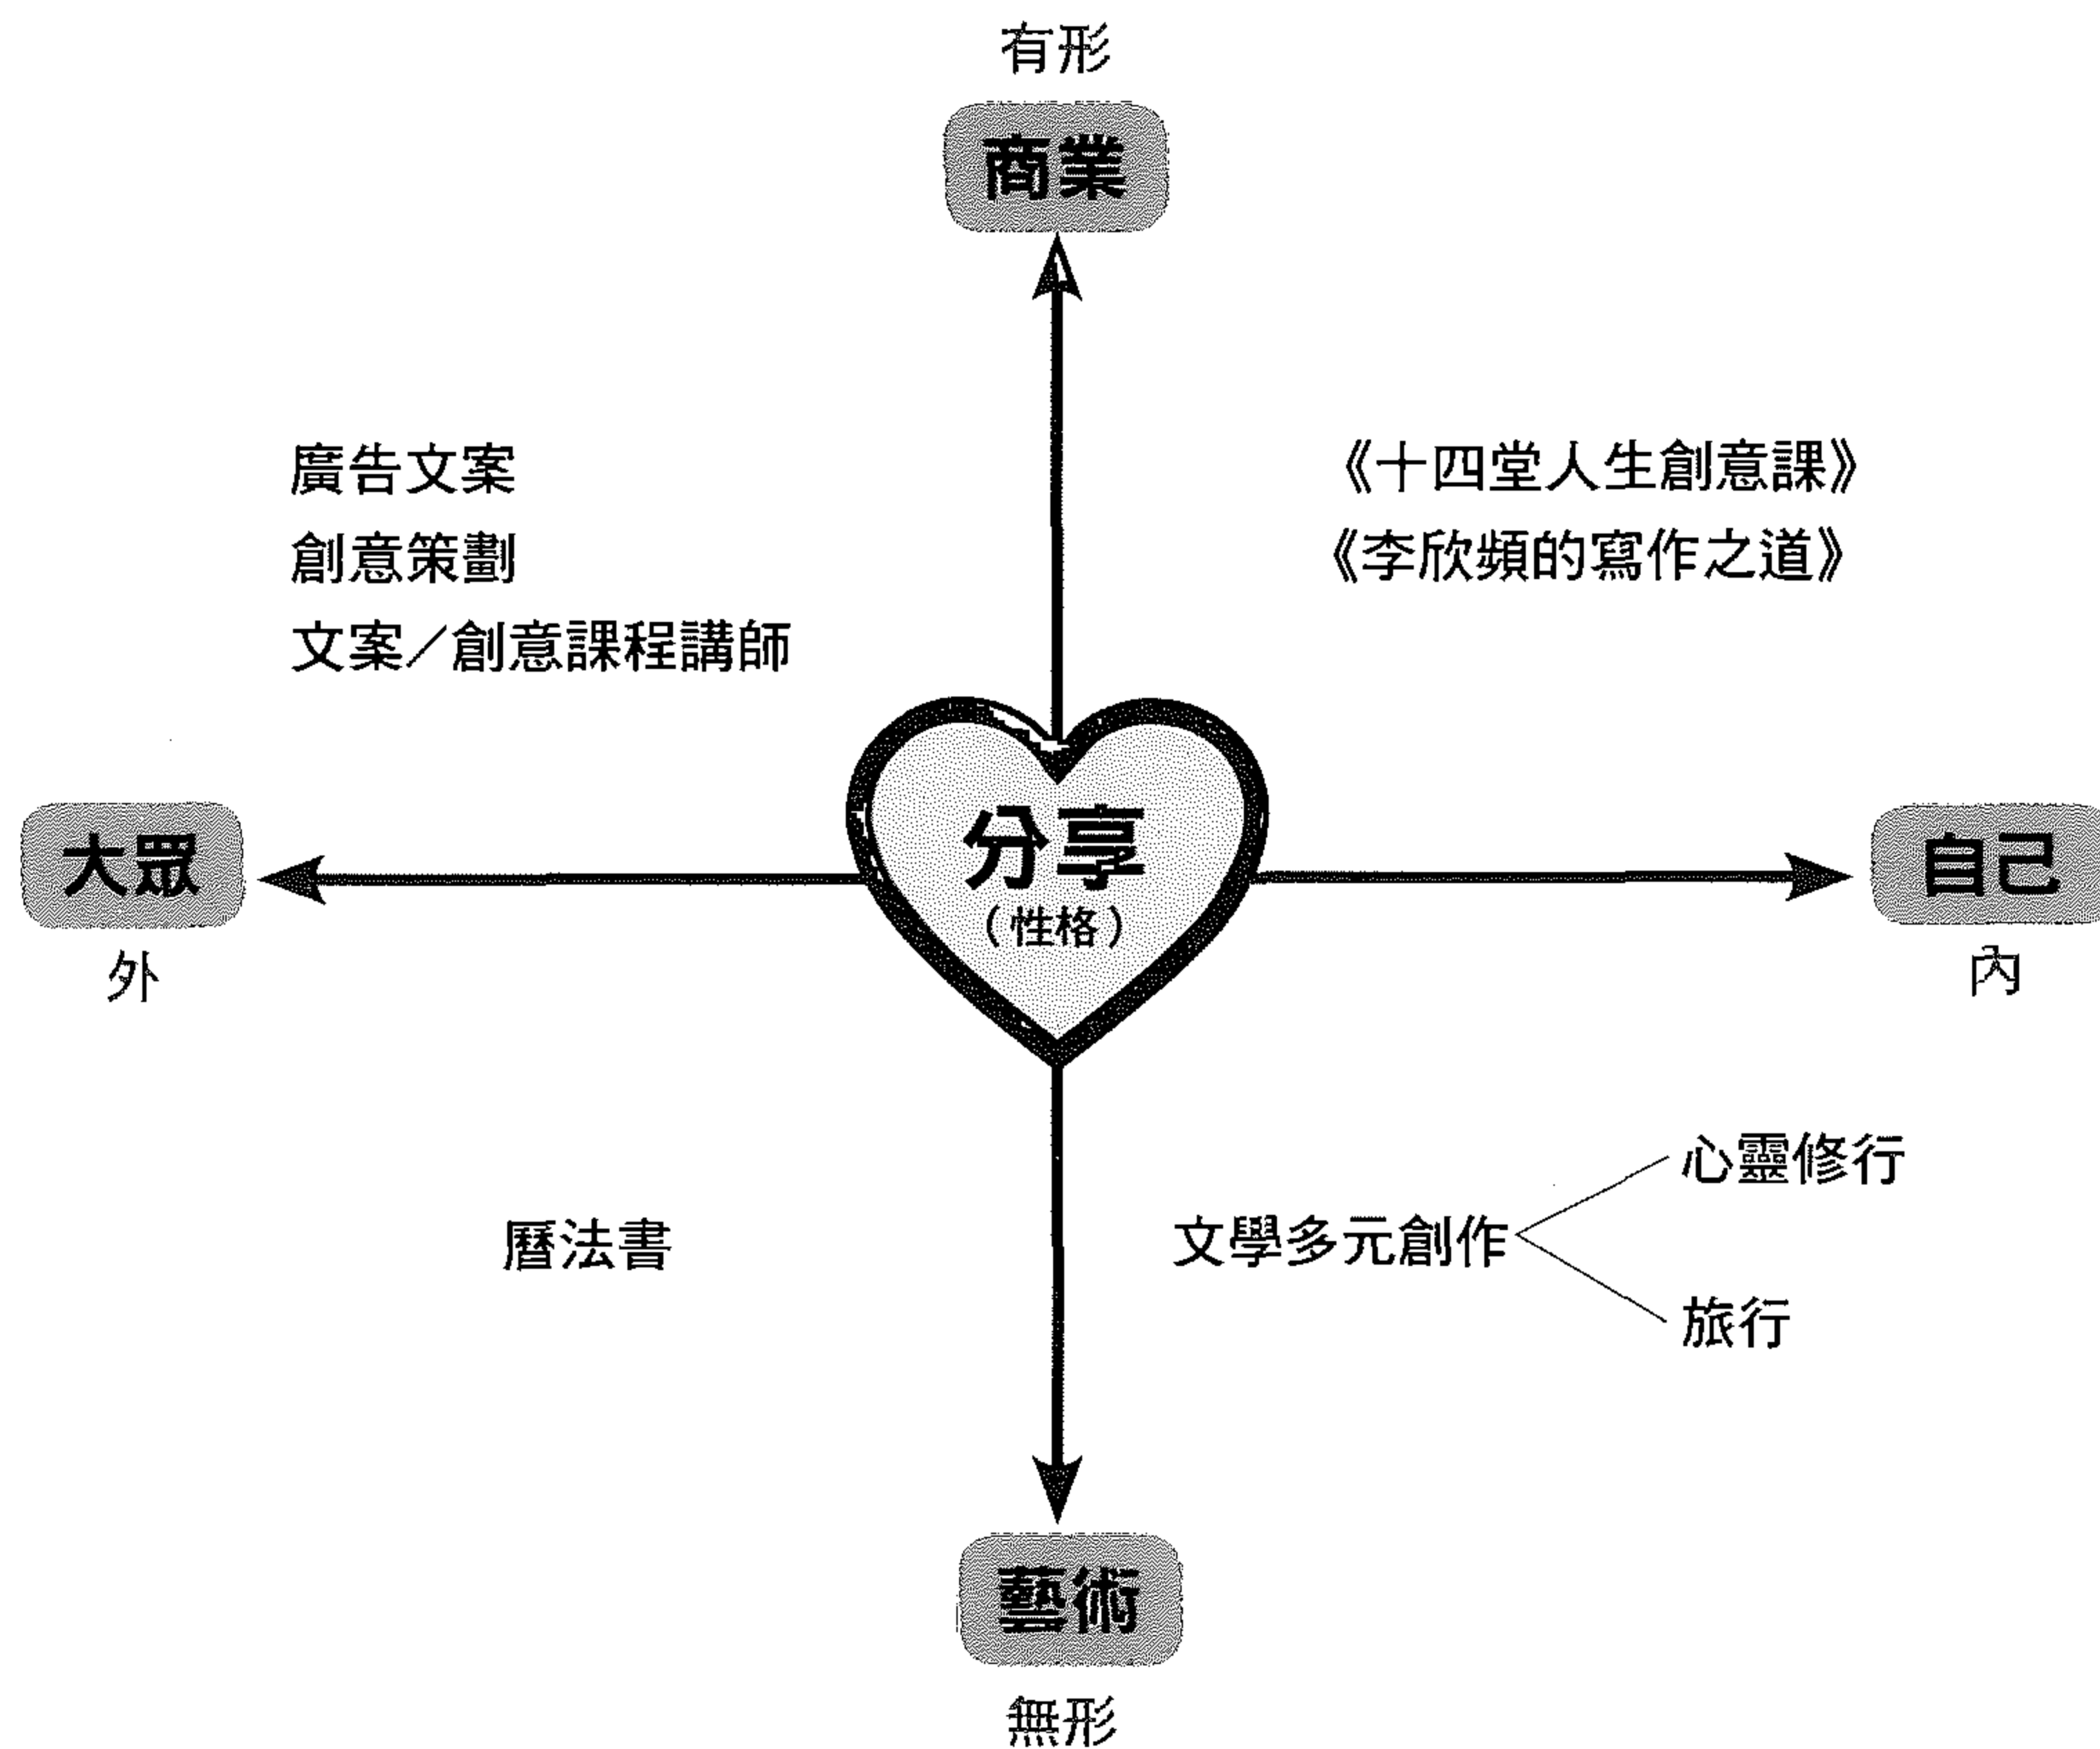 有形
商業
廣告文案
創意策劃
文案／創意課程講師
《十四堂人生創意課》
《李欣頻的寫作之道》
分享
（性格）
大眾
外
自己
內
曆法書
文學多元創作
心靈修行
旅行
藝術
無形